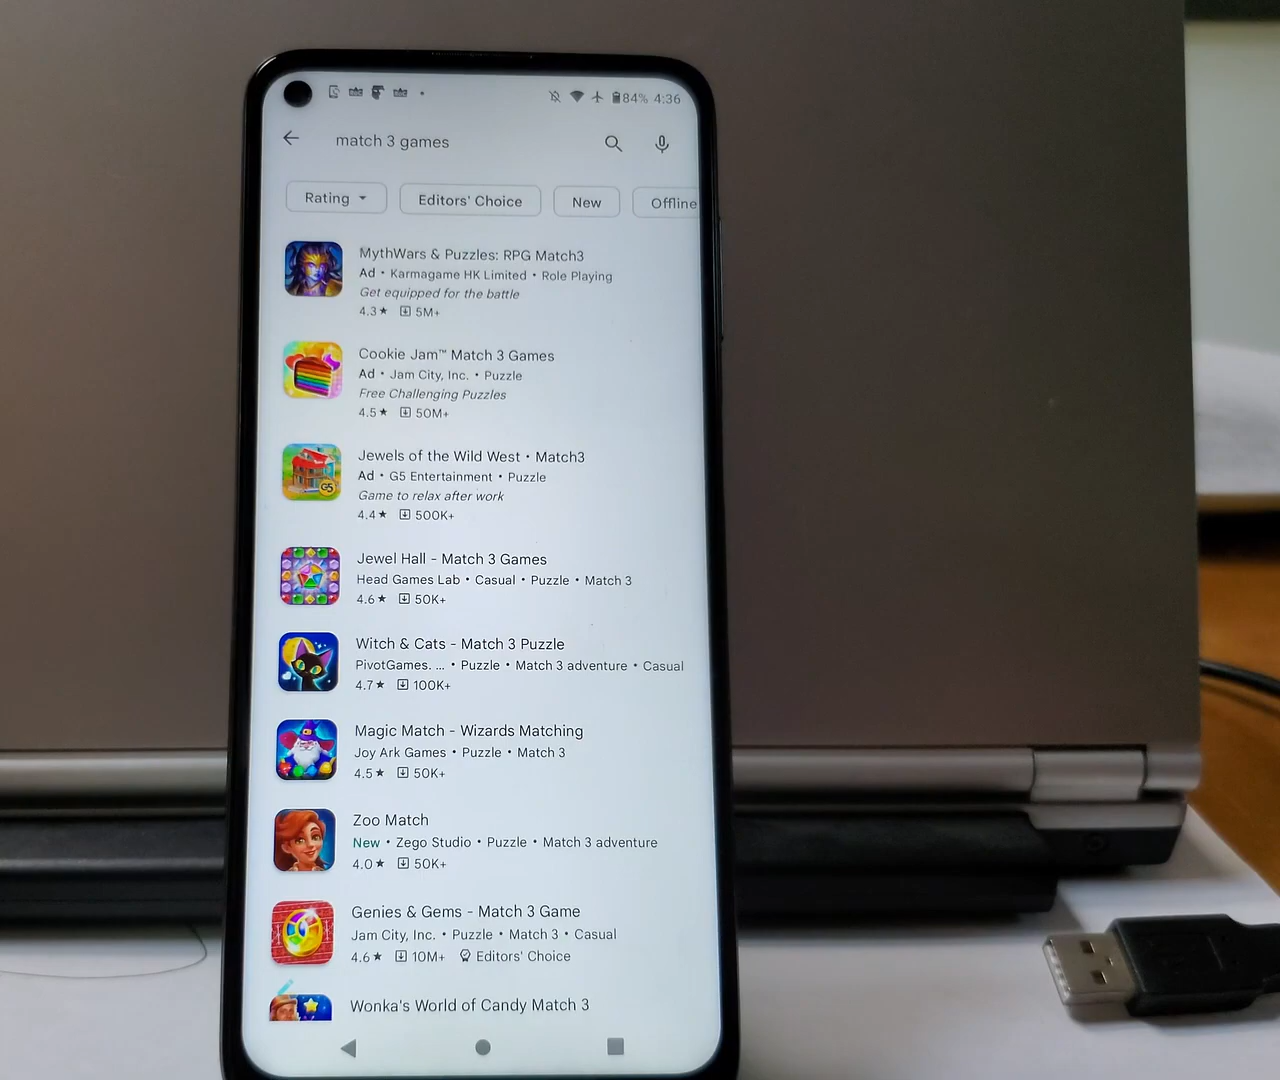 84% 4:36
match 3 games
Rating Editors' Choice New Offline
MythWars & Puzzles: RPG Match3
Ad • Karmagame HK Limited • Role Playing
Get equipped for the battle
4.3★ 5M+
Cookie Jam™ Match 3 Games
Ad • Jam City, Inc. • Puzzle
Free Challenging Puzzles
4.5★ 50M+
Jewels of the Wild West • Match3
Ad • G5 Entertainment • Puzzle
Game to relax after work
4.4★ 500K+
G5
Jewel Hall - Match 3 Games
Head Games Lab • Casual • Puzzle • Match 3
4.6★ 50K+
Witch & Cats - Match 3 Puzzle
PivotGames. ... • Puzzle • Match 3 adventure • Casual
4.7★ 100K+
Magic Match - Wizards Matching
Joy Ark Games • Puzzle • Match 3
4.5★ 50K+
Zoo Match
New • Zego Studio • Puzzle • Match 3 adventure
4.0★ 50K+
Genies & Gems - Match 3 Game
Jam City, Inc. • Puzzle • Match 3 • Casual
4.6★ 10M+ Editors' Choice
Wonka's World of Candy Match 3